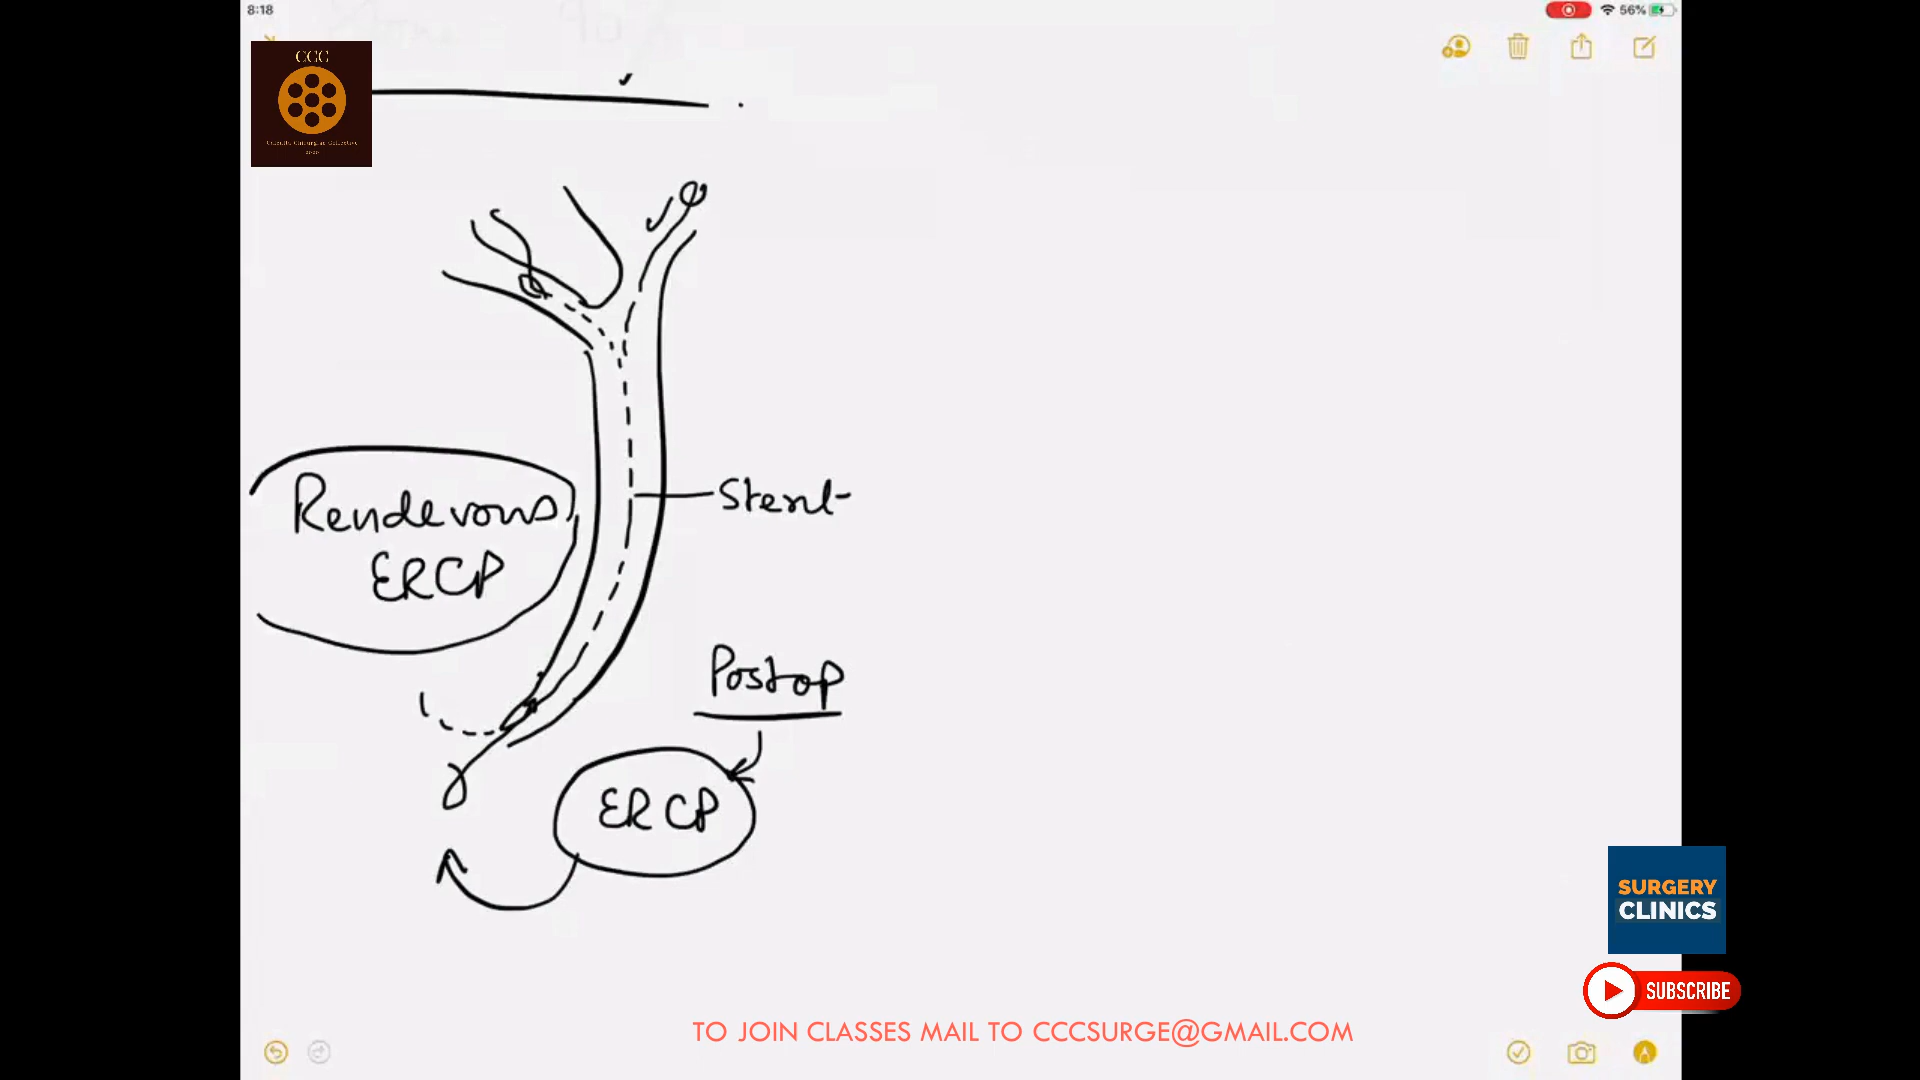 8:18
56%
CCC
2020
Rendevous
ERCP
Stent
Postop
ERCP
SURGERY
CLINICS
SUBSCRIBE
TO JOIN CLASSES MAIL TO CCCSURGE@GMAIL.COM